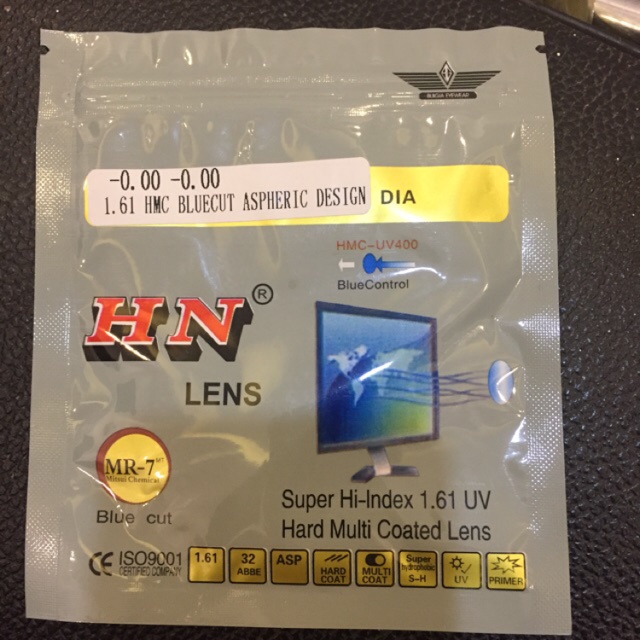 -0.00 -0.00
1.61 HMC BLUECUT ASPHERIC DESIGN
DIA
HMC-UV400
BlueControl
HN®
LENS
MR-7
Mitsui Chemical
Blue cut
Super Hi-Index 1.61 UV
Hard Multi Coated Lens
CE ISO9001
CERTIFIED COMPANY
1.61
32
ABBE
ASP
HARD
COAT
MULTI
COAT
Super
hydrophobic
S-H
UV
PRIMER